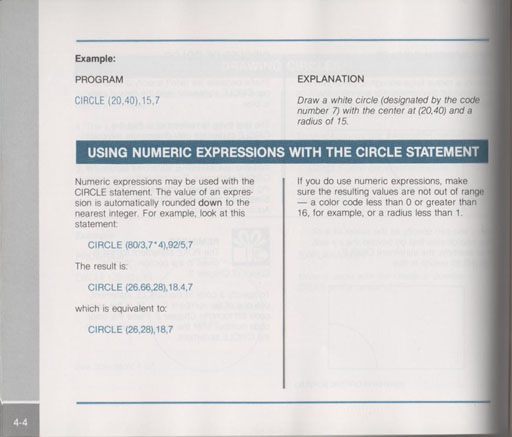 Example:
PROGRAM
CIRCLE (20,40),15,7
EXPLANATION
Draw a white circle (designated by the code
number 7) with the center at (20,40) and a
radius of 15.
USING NUMERIC EXPRESSIONS WITH THE CIRCLE STATEMENT
Numeric expressions may be used with the
CIRCLE statement. The value of an expres-
sion is automatically rounded down to the
nearest integer. For example, look at this
statement:
CIRCLE (80/3,7*4),92/5,7
The result is:
CIRCLE (26.66,28),18.4,7
which is equivalent to:
CIRCLE (26,28),18,7
If you do use numeric expressions, make
sure the resulting values are not out of range
— a color code less than 0 or greater than
16, for example, or a radius less than 1.
4-4